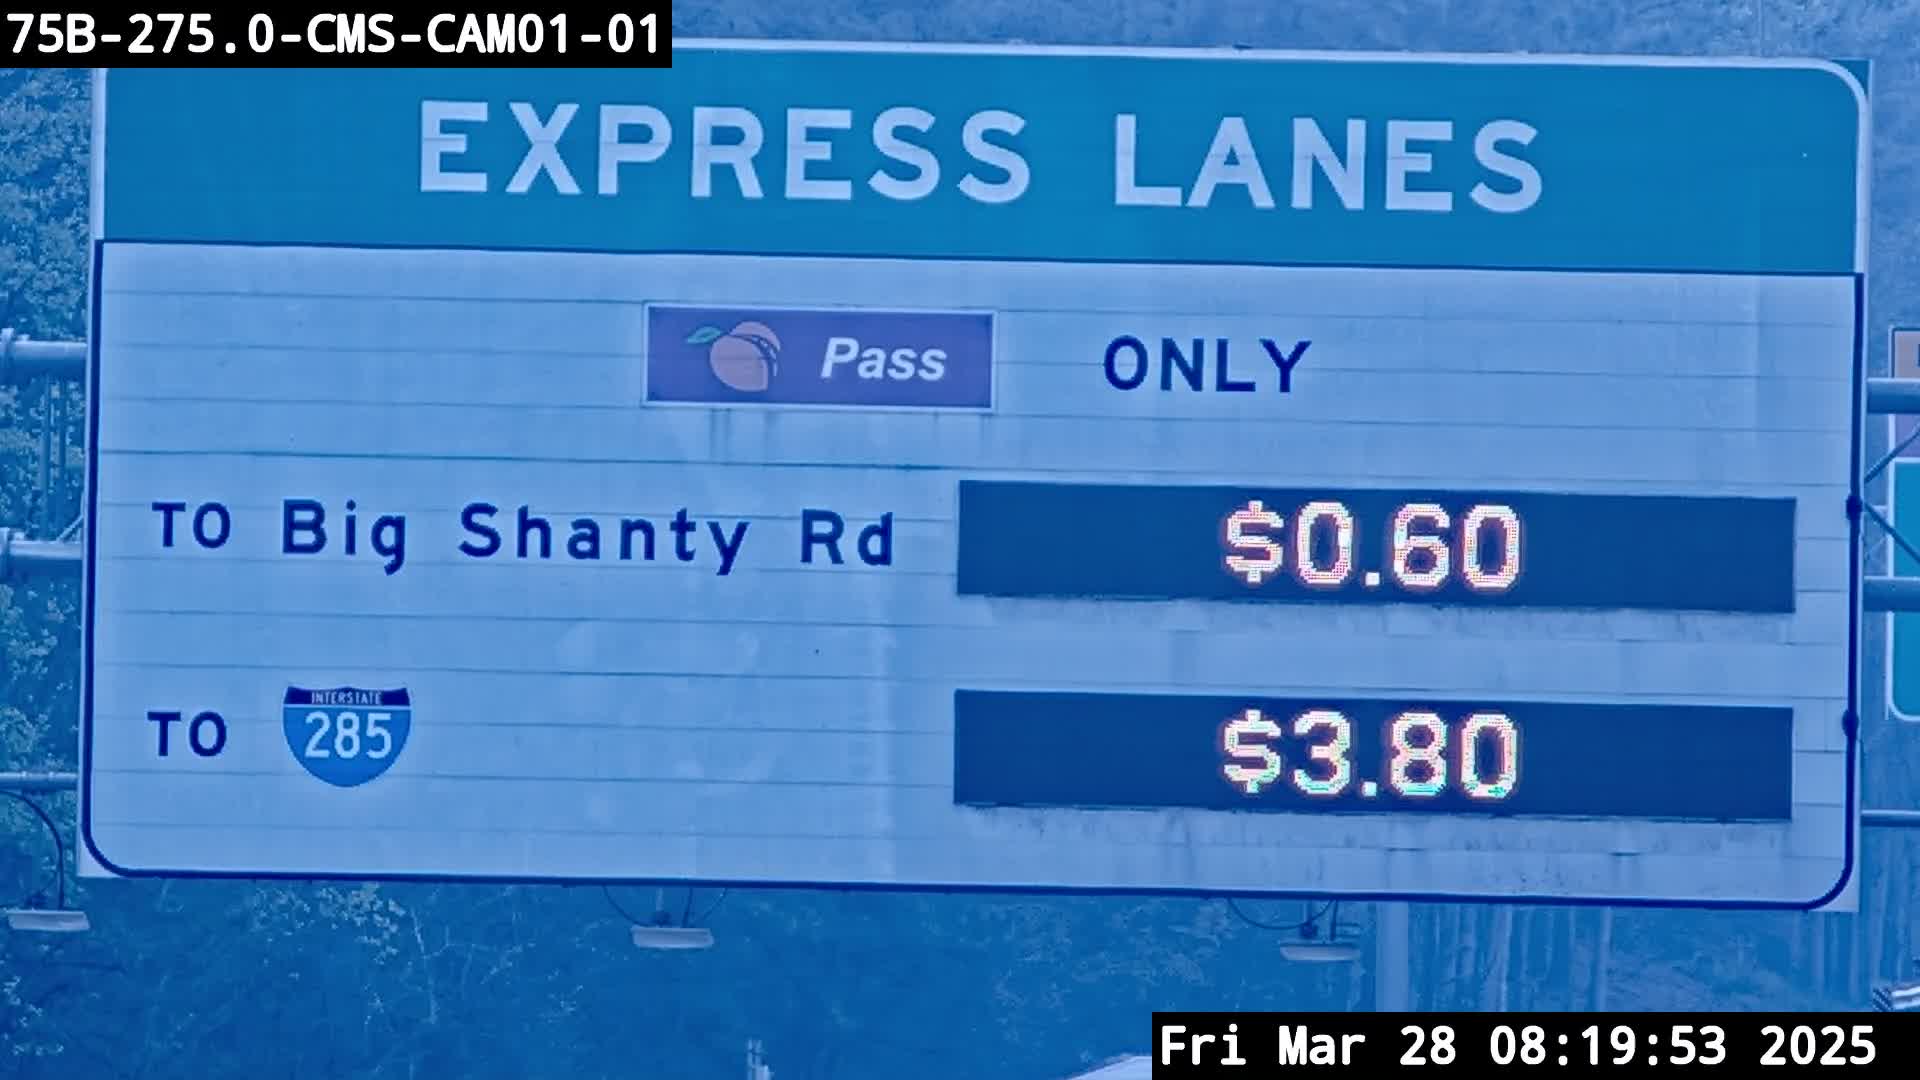 75B-275.0-CMS-CAM01-01
EXPRESS LANES
Pass ONLY
TO Big Shanty Rd $0.60
INTERSTATE
TO 285 $3.80
Fri Mar 28 08:19:53 2025